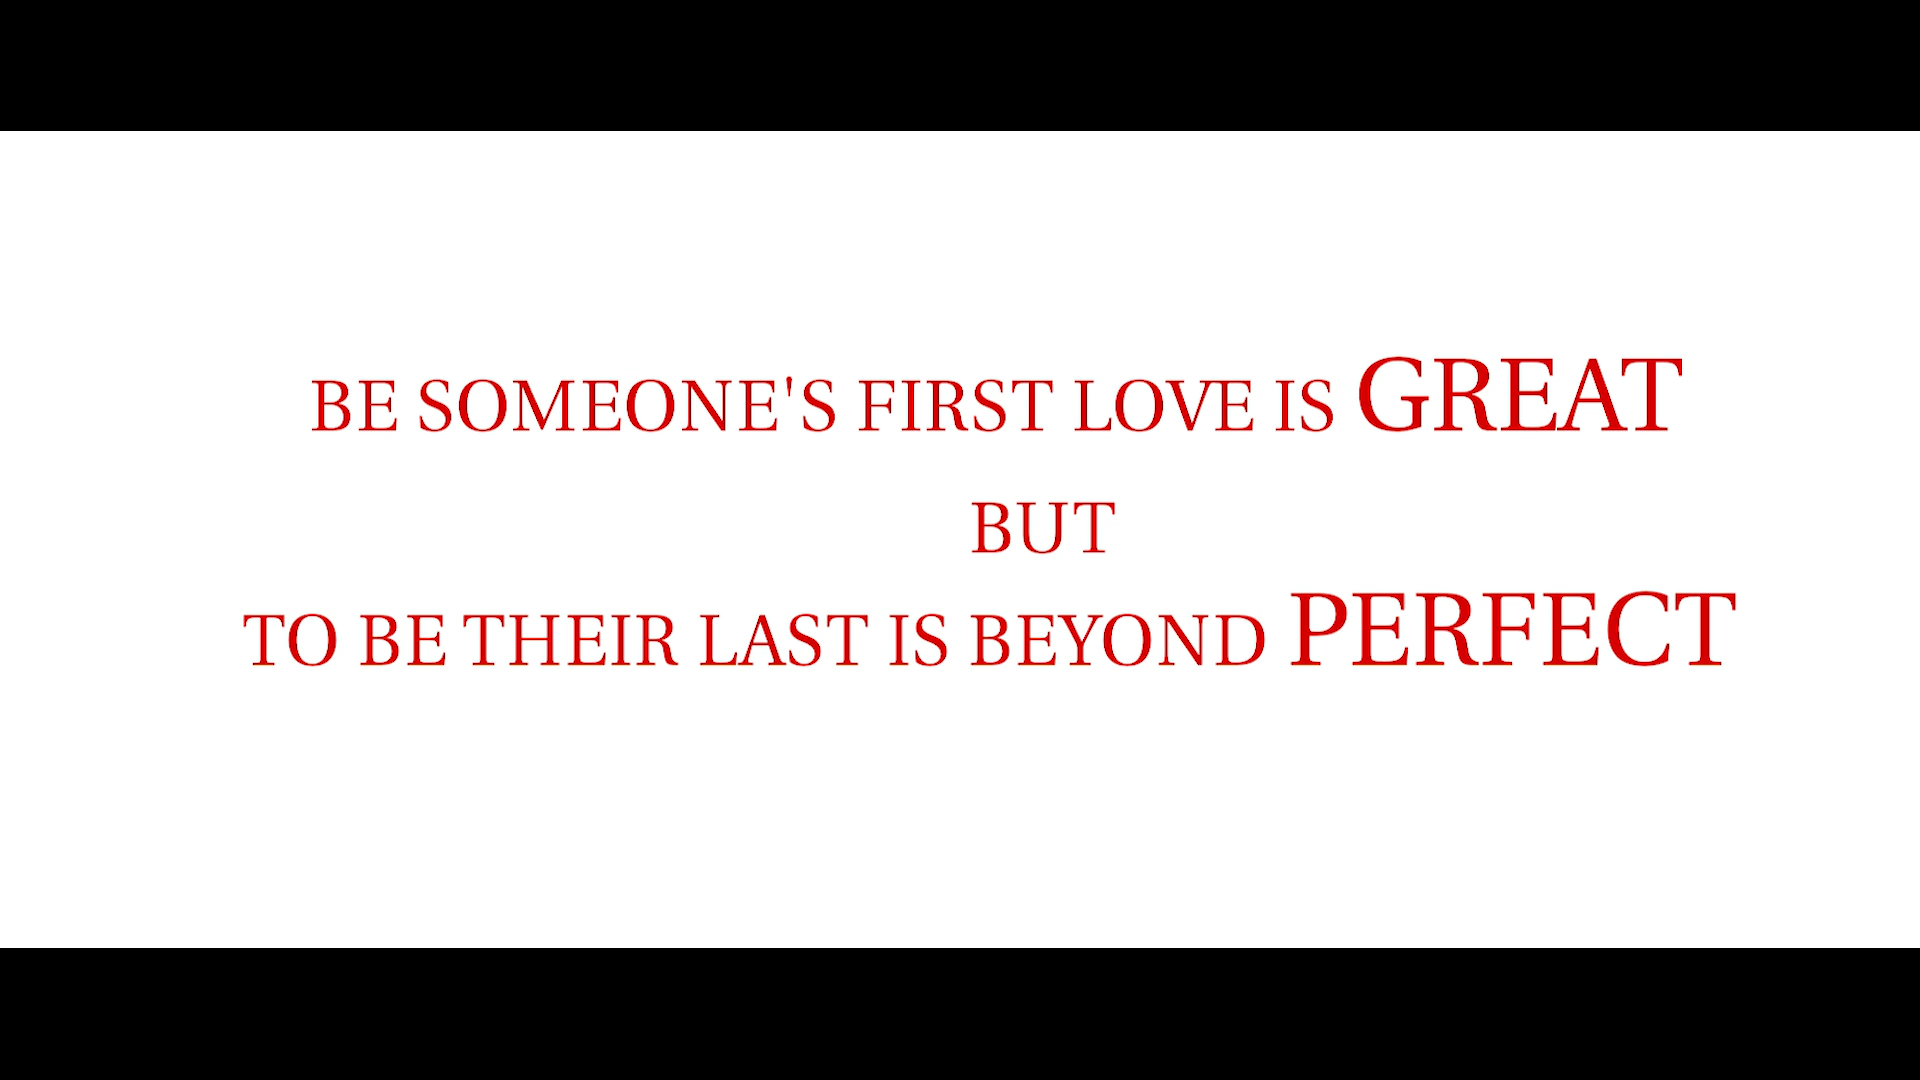 BE SOMEONE'S FIRST LOVE IS GREAT
BUT
TO BE THEIR LAST IS BEYOND PERFECT